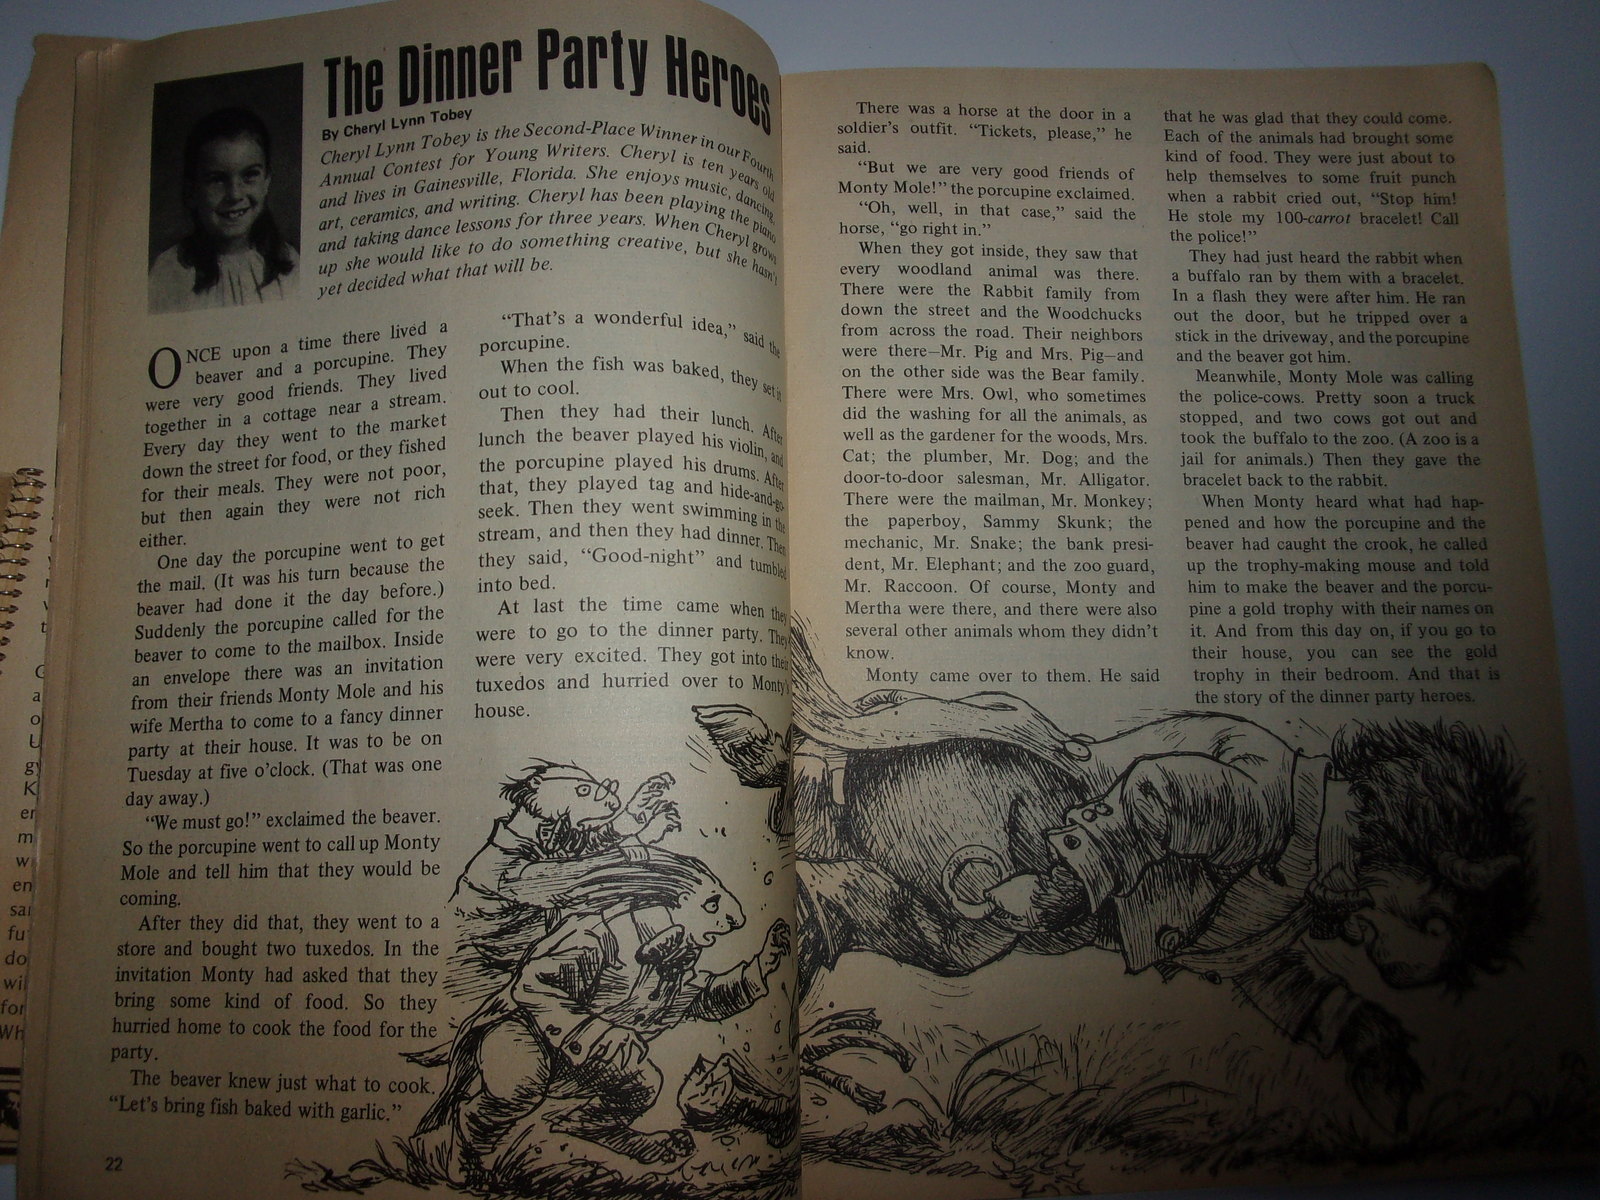 The Dinner Party Heroes
By Cheryl Lynn Tobey
Cheryl Lynn Tobey is the Second-Place Winner in our Fourth
Annual Contest for Young Writers. Cheryl is ten years old
and lives in Gainesville, Florida. She enjoys music, dancing,
art, ceramics, and writing. Cheryl has been playing the piano
and taking dance lessons for three years. When Cheryl grows
up she would like to do something creative, but she hasn't
yet decided what that will be.
ONCE upon a time there lived a
beaver and a porcupine. They
were very good friends. They lived
together in a cottage near a stream.
Every day they went to the market
down the street for food, or they fished
for their meals. They were not poor,
but then again they were not rich
either.
One day the porcupine went to get
the mail. (It was his turn because the
beaver had done it the day before.)
Suddenly the porcupine called for the
beaver to come to the mailbox. Inside
an envelope there was an invitation
from their friends Monty Mole and his
wife Mertha to come to a fancy dinner
party at their house. It was to be on
Tuesday at five o'clock. (That was one
day away.)
"We must go!" exclaimed the beaver.
So the porcupine went to call up Monty
Mole and tell him that they would be
coming.
After they did that, they went to a
store and bought two tuxedos. In the
invitation Monty had asked that they
bring some kind of food. So they
hurried home to cook the food for the
party.
The beaver knew just what to cook.
"Let's bring fish baked with garlic."
22
"That's a wonderful idea," said the
porcupine.
When the fish was baked, they set it
out to cool.
Then they had their lunch. After
lunch the beaver played his violin, and
the porcupine played his drums. After
that, they played tag and hide-and-go-
seek. Then they went swimming in the
stream, and then they had dinner. Then
they said, "Good-night" and tumbled
into bed.
At last the time came when they
were to go to the dinner party. They
were very excited. They got into their
tuxedos and hurried over to Monty's
house.
There was a horse at the door in a
soldier's outfit. "Tickets, please," he
said.
"But we are very good friends of
Monty Mole!" the porcupine exclaimed.
"Oh, well, in that case," said the
horse, "go right in."
When they got inside, they saw that
every woodland animal was there.
There were the Rabbit family from
down the street and the Woodchucks
from across the road. Their neighbors
were there—Mr. Pig and Mrs. Pig—and
on the other side was the Bear family.
There were Mrs. Owl, who sometimes
did the washing for all the animals, as
well as the gardener for the woods, Mrs.
Cat; the plumber, Mr. Dog; and the
door-to-door salesman, Mr. Alligator.
There were the mailman, Mr. Monkey;
the paperboy, Sammy Skunk; the
mechanic, Mr. Snake; the bank presi-
dent, Mr. Elephant; and the zoo guard,
Mr. Raccoon. Of course, Monty and
Mertha were there, and there were also
several other animals whom they didn't
know.
Monty came over to them. He said
that he was glad that they could come.
Each of the animals had brought some
kind of food. They were just about to
help themselves to some fruit punch
when a rabbit cried out, "Stop him!
He stole my 100-carrot bracelet! Call
the police!"
They had just heard the rabbit when
a buffalo ran by them with a bracelet.
In a flash they were after him. He ran
out the door, but he tripped over a
stick in the driveway, and the porcupine
and the beaver got him.
Meanwhile, Monty Mole was calling
the police-cows. Pretty soon a truck
stopped, and two cows got out and
took the buffalo to the zoo. (A zoo is a
jail for animals.) Then they gave the
bracelet back to the rabbit.
When Monty heard what had hap-
pened and how the porcupine and the
beaver had caught the crook, he called
up the trophy-making mouse and told
him to make the beaver and the porcu-
pine a gold trophy with their names on
it. And from this day on, if you go to
their house, you can see the gold
trophy in their bedroom. And that is
the story of the dinner party heroes.